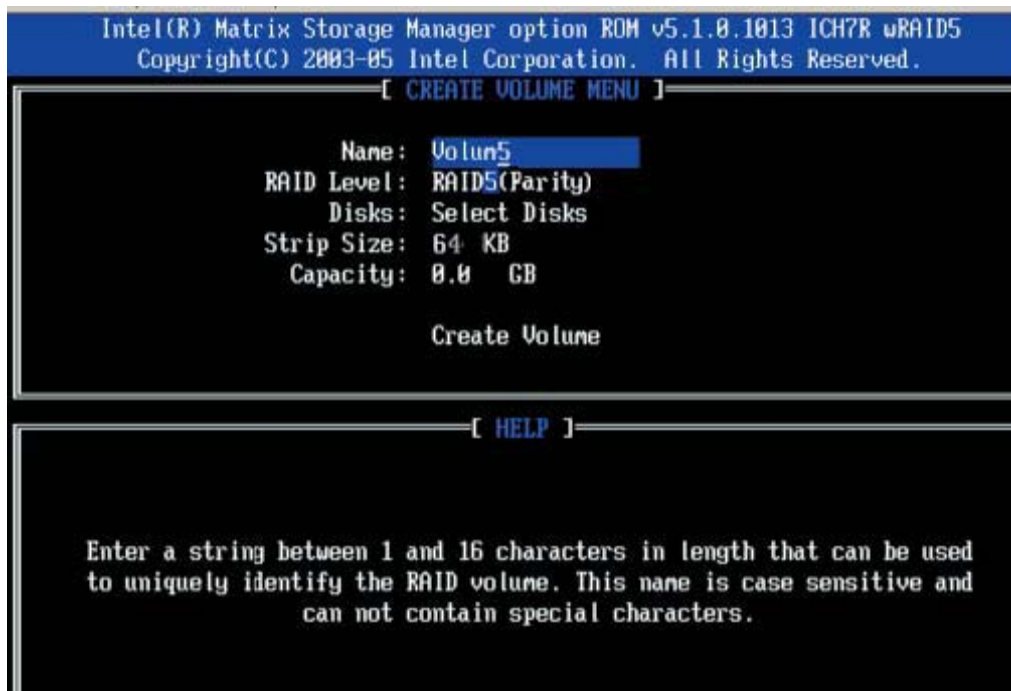 Intel(R) Matrix Storage Manager option ROM v5.1.0.1013 ICH7R wRAID5
Copyright(C) 2003-05 Intel Corporation. All Rights Reserved.
[ CREATE VOLUME MENU ]
Name: Volum5
RAID Level: RAID5(Parity)
Disks: Select Disks
Strip Size: 64 KB
Capacity: 0.0 GB
Create Volume
[ HELP ]
Enter a string between 1 and 16 characters in length that can be used
to uniquely identify the RAID volume. This name is case sensitive and
can not contain special characters.